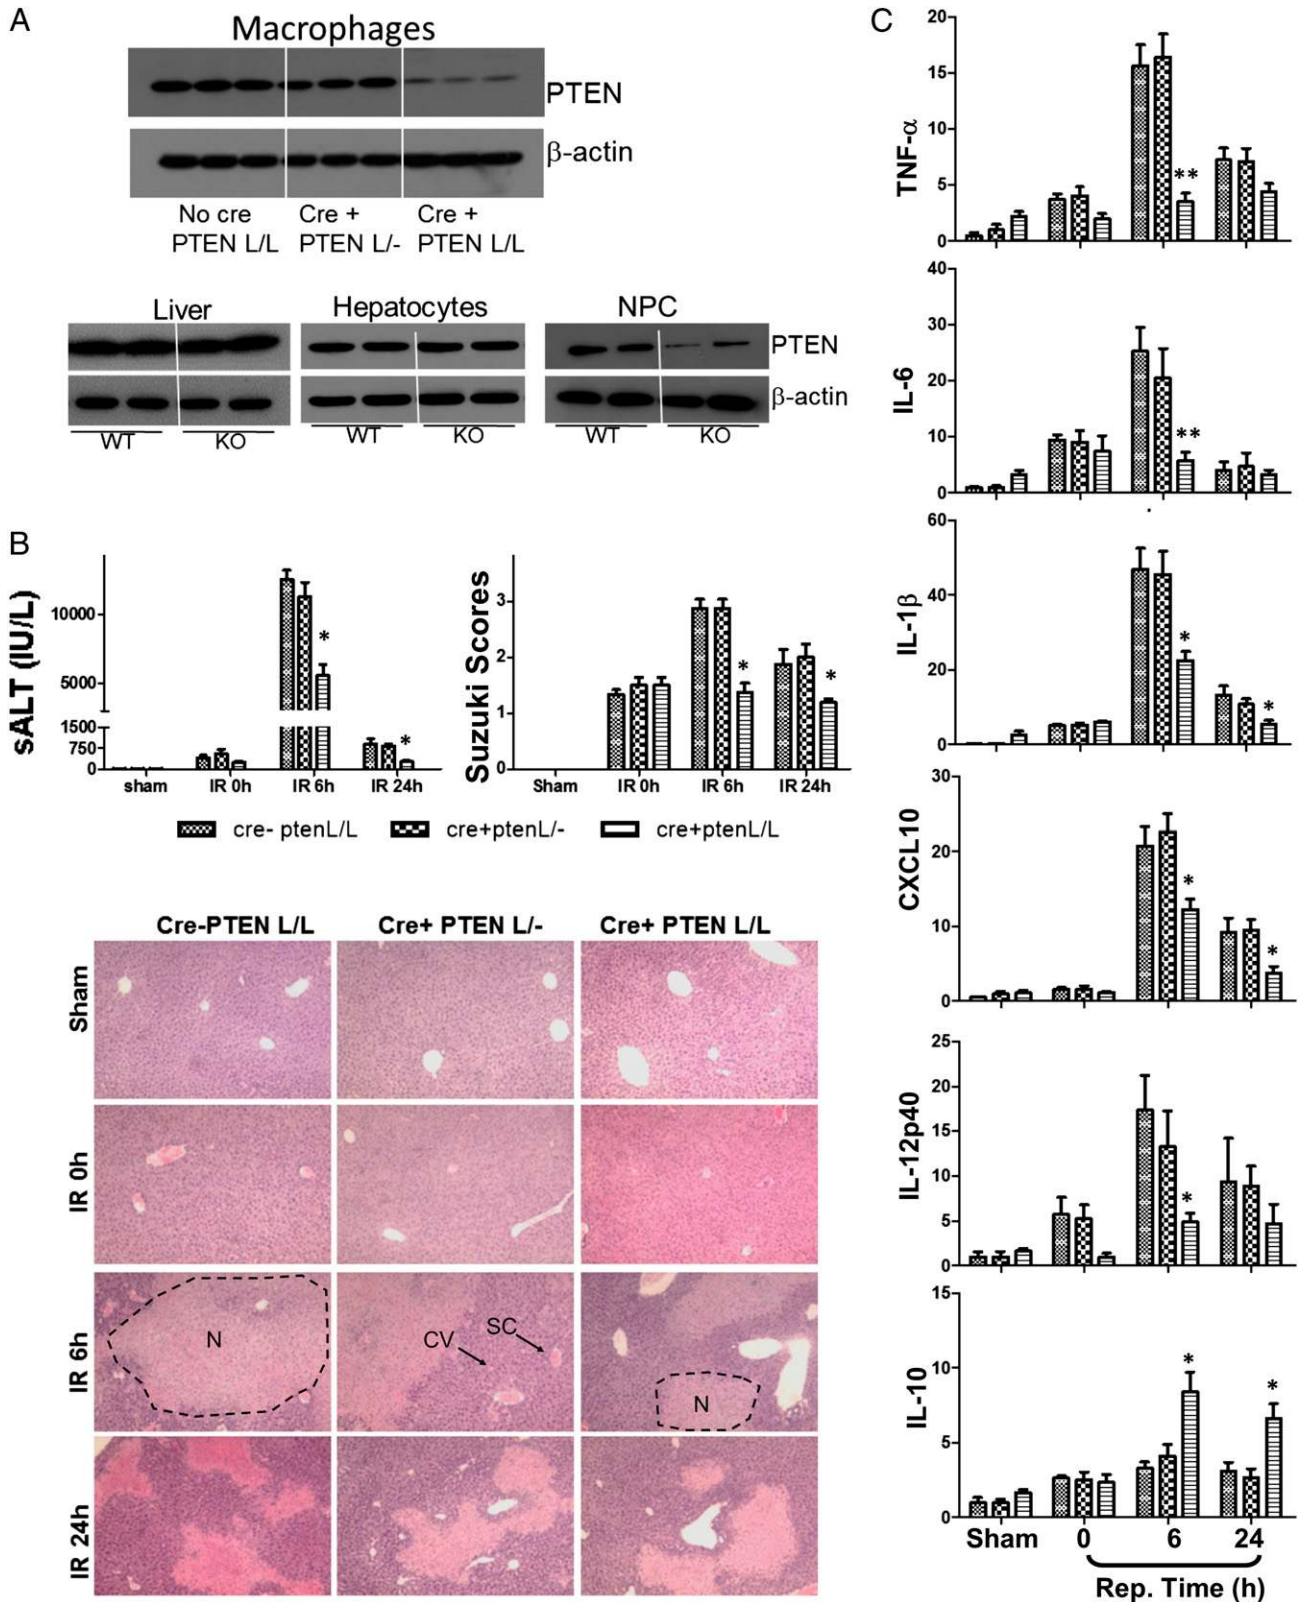 A
Macrophages
PTEN
β-actin
No cre Cre + Cre +
PTEN L/L PTEN L/- PTEN L/L
Liver Hepatocytes NPC
PTEN
β-actin
WT KO WT KO WT KO
B
sALT (IU/L)
10000
5000
1500
750
0
sham IR 0h IR 6h IR 24h
* *
Suzuki Scores
3
2
1
0
Sham IR 0h IR 6h IR 24h
* *
cre- ptenL/L cre+ptenL/- cre+ptenL/L
Cre-PTEN L/L Cre+ PTEN L/- Cre+ PTEN L/L
Sham
IR 0h
IR 6h
N CV SC N
IR 24h
C
TNF-α
20
15
10
5
0
**
IL-6
40
30
20
10
0
**
IL-1β
60
40
20
0
* *
CXCL10
30
20
10
0
* *
IL-12p40
25
20
15
10
5
0
*
IL-10
15
10
5
0
* *
Sham 0 6 24
Rep. Time (h)